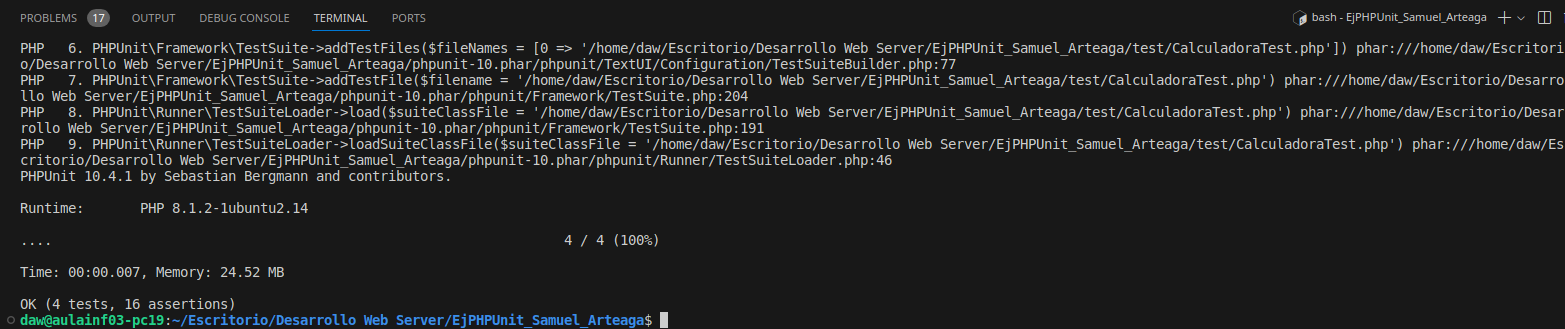 PROBLEMS 17 OUTPUT DEBUG CONSOLE TERMINAL PORTS bash - EjPHPUnit_Samuel_Arteaga
PHP   6. PHPUnit\Framework\TestSuite->addTestFiles($fileNames = [0 => '/home/daw/Escritorio/Desarrollo Web Server/EjPHPUnit_Samuel_Arteaga/test/CalculadoraTest.php']) phar:///home/daw/Escritori
o/Desarrollo Web Server/EjPHPUnit_Samuel_Arteaga/phpunit-10.phar/phpunit/TextUI/Configuration/TestSuiteBuilder.php:77
PHP   7. PHPUnit\Framework\TestSuite->addTestFile($filename = '/home/daw/Escritorio/Desarrollo Web Server/EjPHPUnit_Samuel_Arteaga/test/CalculadoraTest.php') phar:///home/daw/Escritorio/Desarro
llo Web Server/EjPHPUnit_Samuel_Arteaga/phpunit-10.phar/phpunit/Framework/TestSuite.php:204
PHP   8. PHPUnit\Runner\TestSuiteLoader->load($suiteClassFile = '/home/daw/Escritorio/Desarrollo Web Server/EjPHPUnit_Samuel_Arteaga/test/CalculadoraTest.php') phar:///home/daw/Escritorio/Desar
rollo Web Server/EjPHPUnit_Samuel_Arteaga/phpunit-10.phar/phpunit/Framework/TestSuite.php:191
PHP   9. PHPUnit\Runner\TestSuiteLoader->loadSuiteClassFile($suiteClassFile = '/home/daw/Escritorio/Desarrollo Web Server/EjPHPUnit_Samuel_Arteaga/test/CalculadoraTest.php') phar:///home/daw/Es
critorio/Desarrollo Web Server/EjPHPUnit_Samuel_Arteaga/phpunit-10.phar/phpunit/Runner/TestSuiteLoader.php:46
PHPUnit 10.4.1 by Sebastian Bergmann and contributors.
Runtime:       PHP 8.1.2-1ubuntu2.14
....                                                                4 / 4 (100%)
Time: 00:00.007, Memory: 24.52 MB
OK (4 tests, 16 assertions)
daw@aulainf03-pc19:~/Escritorio/Desarrollo Web Server/EjPHPUnit_Samuel_Arteaga$